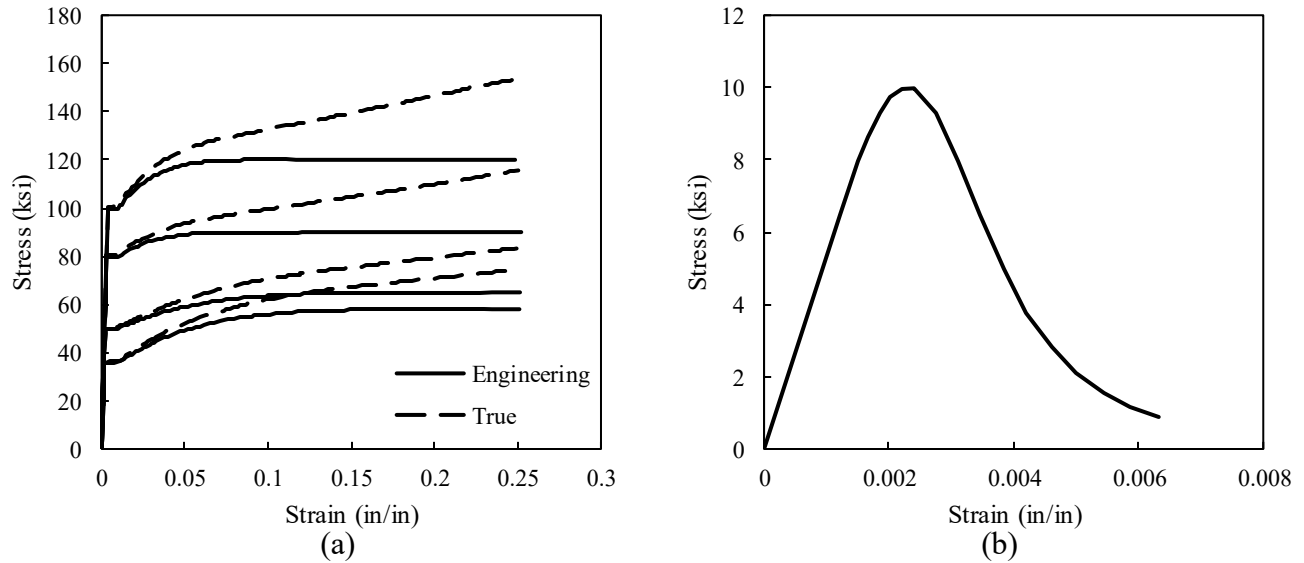 180
160
140
120
100
80
60
40
20
0
Stress (ksi)
Engineering
True
0 0.05 0.1 0.15 0.2 0.25 0.3
Strain (in/in)
(a)
12
10
8
6
4
2
0
Stress (ksi)
0 0.002 0.004 0.006 0.008
Strain (in/in)
(b)